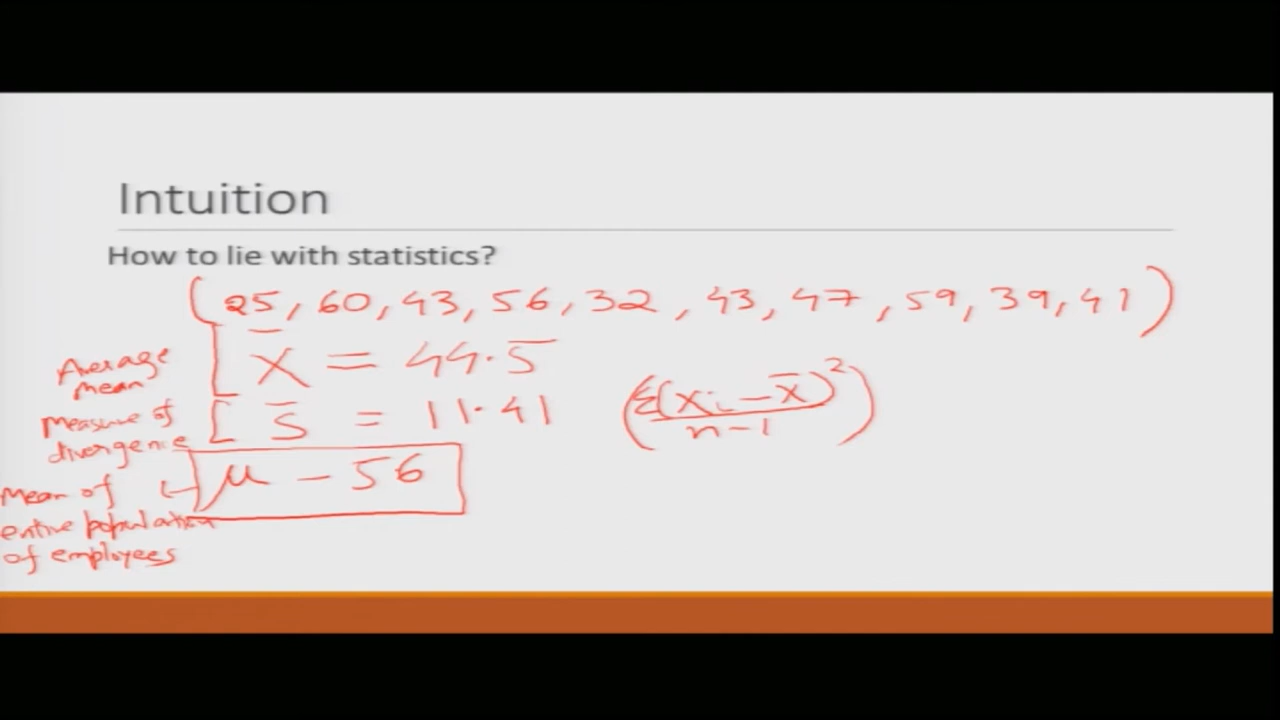 Intuition
How to lie with statistics?
(25, 60, 43, 56, 32, 43, 47, 59, 39, 41)
Average mean
X̄ = 44.5
Measure of divergence
S̄ = 11.41
(Σ(Xi – X̄)² / n-1)
μ – 56
Mean of
entire population
of employees